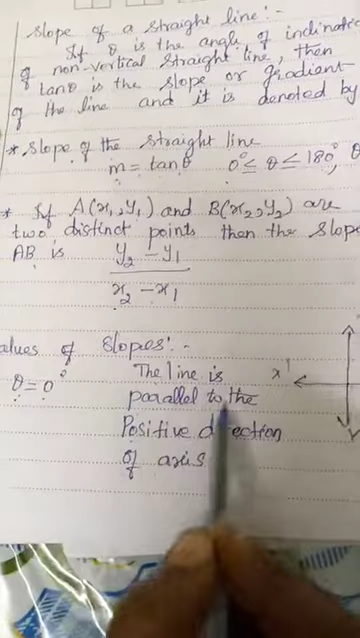 Slope of a straight line:-
If θ is the angle of inclinatio
of non-vertical straight line, then
tanθ is the slope or gradient
of the line and it is denoted by
* Slope of the straight line
m = tanθ 0° ≤ θ ≤ 180°, θ
* If A(x₁, y₁) and B(x₂, y₂) are
two distinct points then the slope
AB is y₂ - y₁
x₂ - x₁
alues of slopes:-
θ = 0° The line is x'
parallel to the
Positive direction
of axis